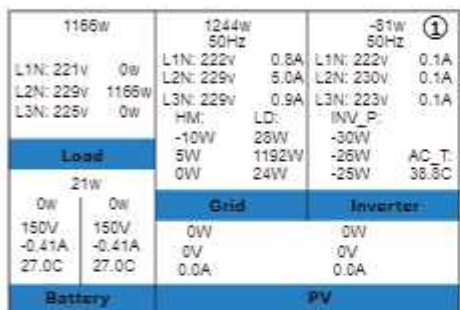 1166w
L1N: 221v 0w
L2N: 229v 1166w
L3N: 225v 0w
Load
1244w
50Hz
L1N: 222v 0.8A
L2N: 229v 5.0A
L3N: 229v 0.9A
HM: LD:
-10W 28W
5W 1192W
0W 24W
Grid
-81w ①
50Hz
L1N: 222v 0.1A
L2N: 230v 0.1A
L3N: 223v 0.1A
INV_P:
-30W
-26W AC_T:
-25W 38.8C
Inverter
21w
0w 0w
150V 150V
-0.41A -0.41A
27.0C 27.0C
Battery
0W 0W
0V 0V
0.0A 0.0A
PV